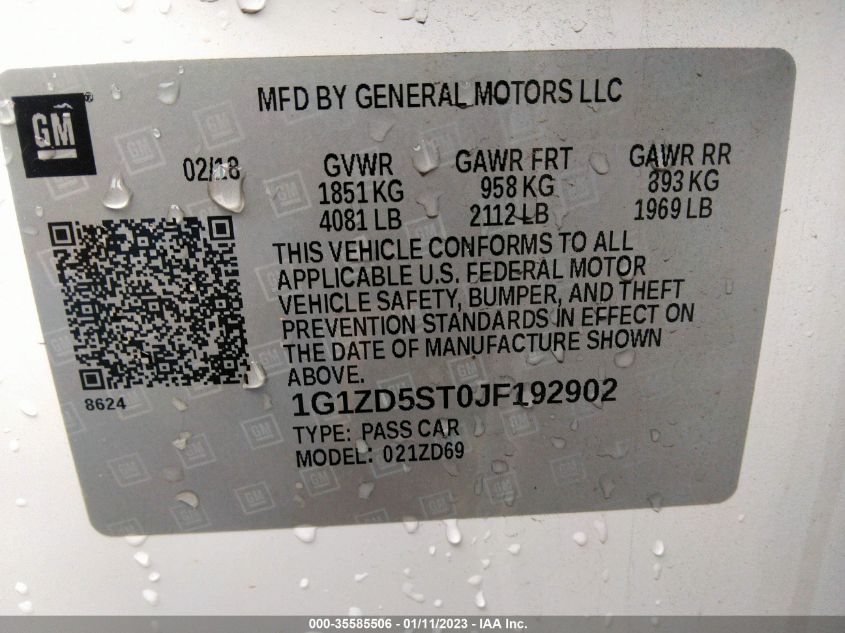 MFD BY GENERAL MOTORS LLC
GM
02/18
GVWR GAWR FRT GAWR RR
1851 KG 958 KG 893 KG
4081 LB 2112 LB 1969 LB
THIS VEHICLE CONFORMS TO ALL
APPLICABLE U.S. FEDERAL MOTOR
VEHICLE SAFETY, BUMPER, AND THEFT
PREVENTION STANDARDS IN EFFECT ON
THE DATE OF MANUFACTURE SHOWN
ABOVE.
8624
1G1ZD5ST0JF192902
TYPE: PASS CAR
MODEL: 021ZD69
000-35585506 - 01/11/2023 - IAA Inc.